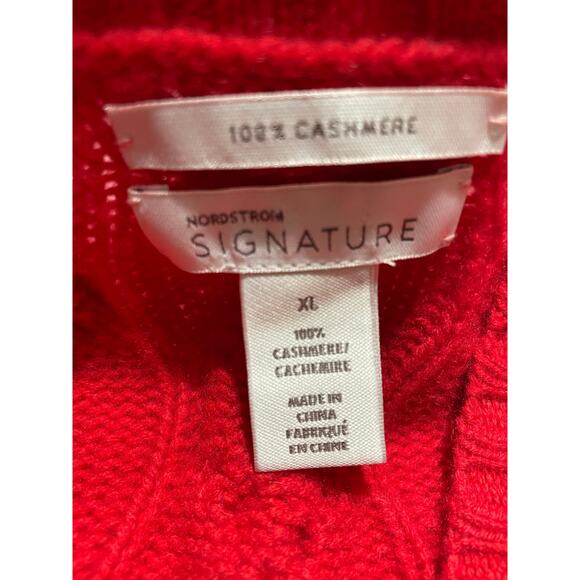 100% CASHMERE
NORDSTROM
SIGNATURE
XL
100%
CASHMERE/
CACHEMIRE
MADE IN
CHINA
FABRIQUÉ
EN CHINE